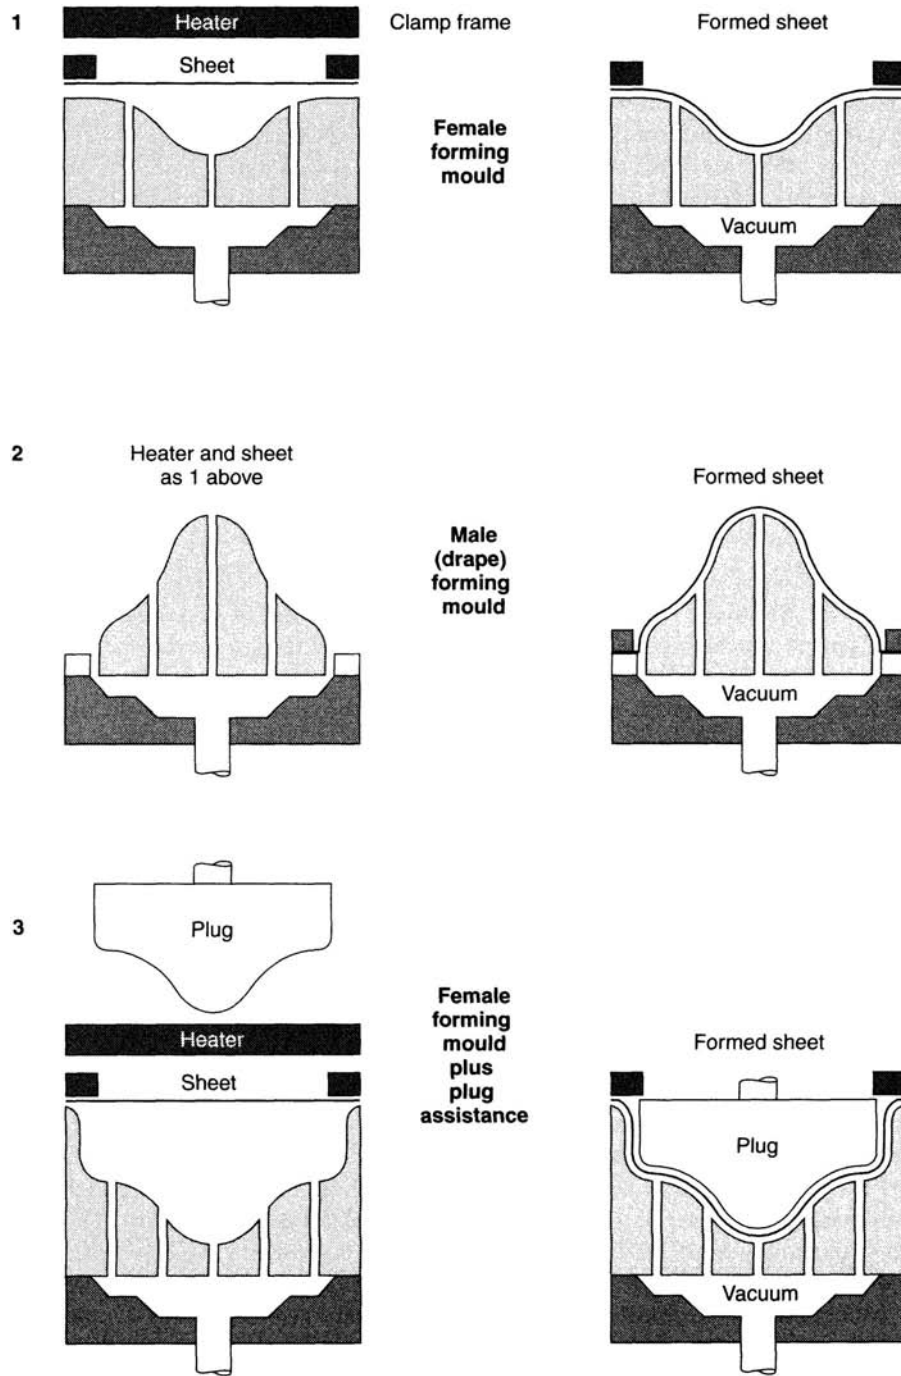 1
Heater
Clamp frame
Formed sheet
Sheet
Female
forming
mould
Vacuum
2
Heater and sheet
as 1 above
Formed sheet
Male
(drape)
forming
mould
Vacuum
3
Plug
Heater
Sheet
Female
forming
mould
plus
plug
assistance
Formed sheet
Plug
Vacuum